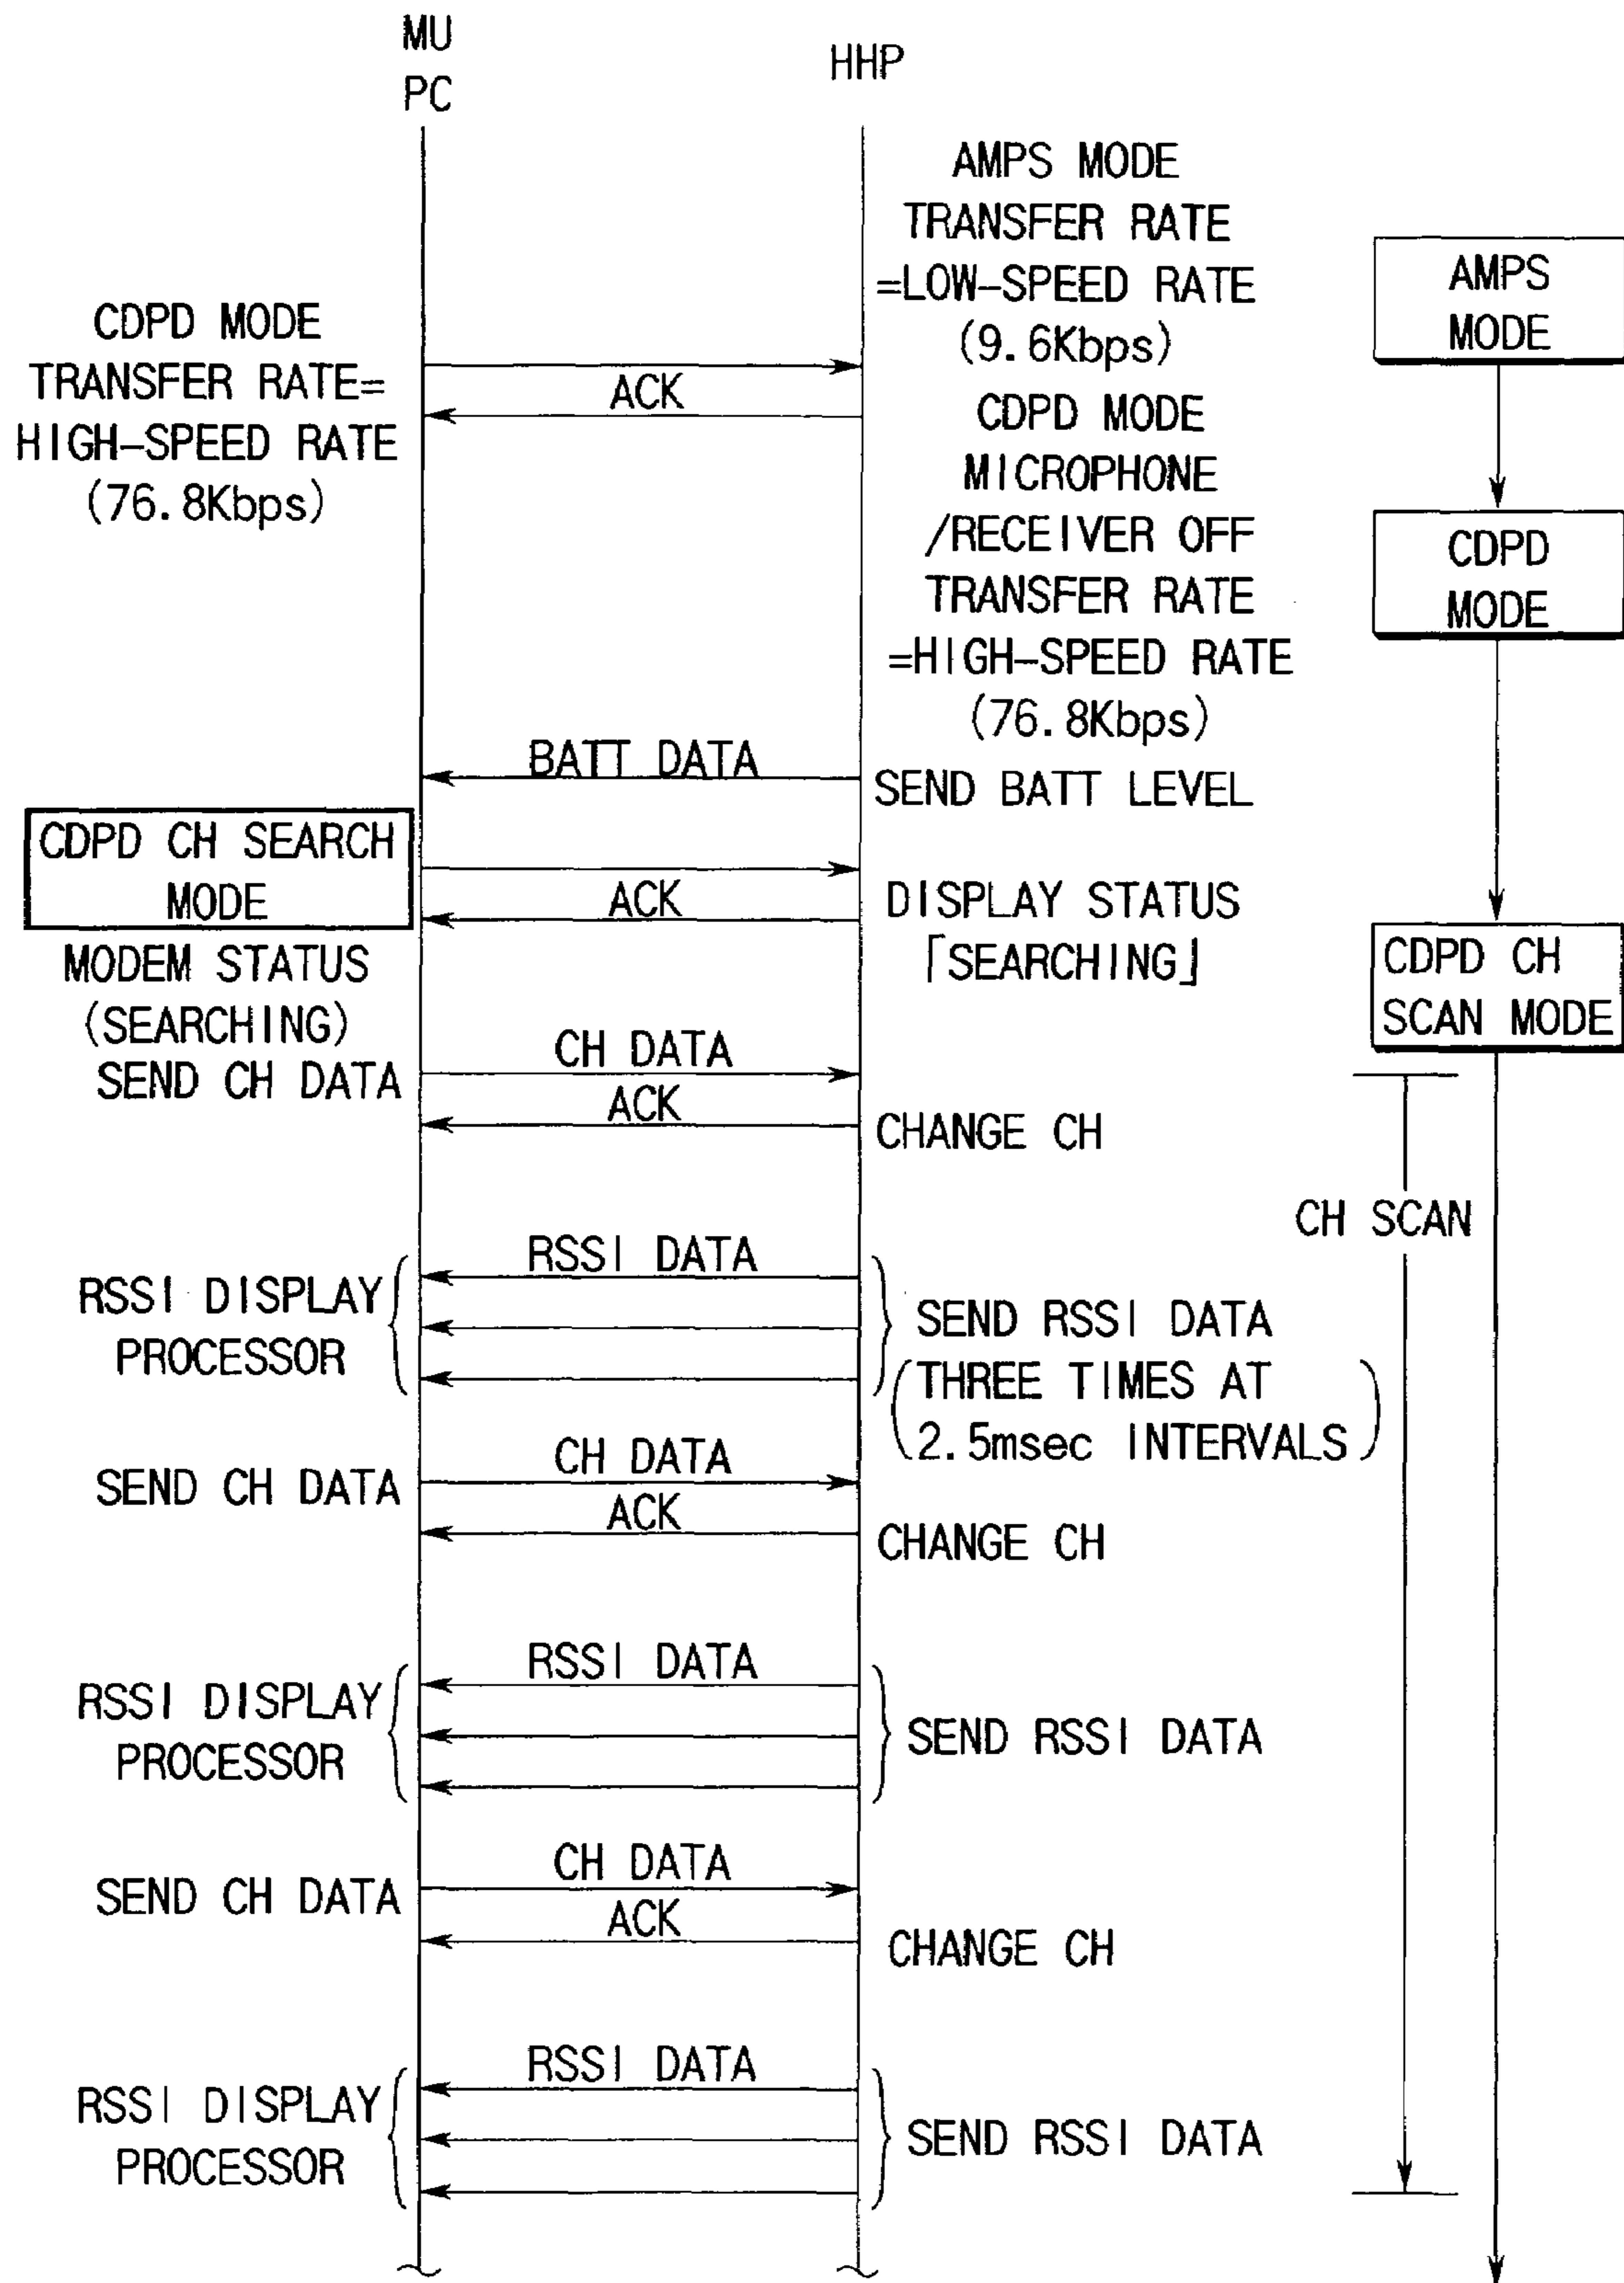 MU
PC
HHP
AMPS MODE
TRANSFER RATE
=LOW-SPEED RATE
(9.6Kbps)
AMPS
MODE
CDPD MODE
TRANSFER RATE=
HIGH-SPEED RATE
(76.8Kbps)
ACK
CDPD MODE
MICROPHONE
/RECEIVER OFF
TRANSFER RATE
=HIGH-SPEED RATE
(76.8Kbps)
CDPD
MODE
BATT DATA
SEND BATT LEVEL
CDPD CH SEARCH
MODE
ACK
DISPLAY STATUS
「SEARCHING」
MODEM STATUS
(SEARCHING)
CDPD CH
SCAN MODE
SEND CH DATA
CH DATA
ACK
CHANGE CH
CH SCAN
RSSI DATA
RSSI DISPLAY
PROCESSOR
SEND RSSI DATA
(THREE TIMES AT
2.5msec INTERVALS)
SEND CH DATA
CH DATA
ACK
CHANGE CH
RSSI DATA
RSSI DISPLAY
PROCESSOR
SEND RSSI DATA
SEND CH DATA
CH DATA
ACK
CHANGE CH
RSSI DATA
RSSI DISPLAY
PROCESSOR
SEND RSSI DATA